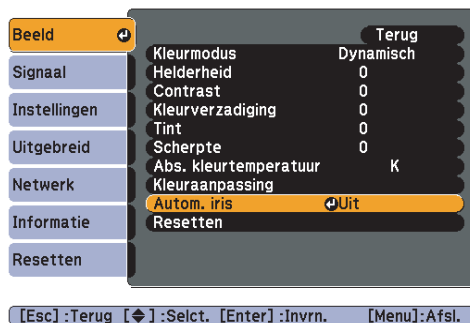 Beeld
Signaal
Instellingen
Uitgebreid
Netwerk
Informatie
Resetten
Terug
Kleurmodus Dynamisch
Helderheid 0
Contrast 0
Kleurverzadiging 0
Tint 0
Scherpte 0
Abs. kleurtemperatuur K
Kleuraanpassing
Autom. iris Uit
Resetten
[Esc] :Terug [ ] :Selct. [Enter] :Invrn. [Menu]:Afsl.